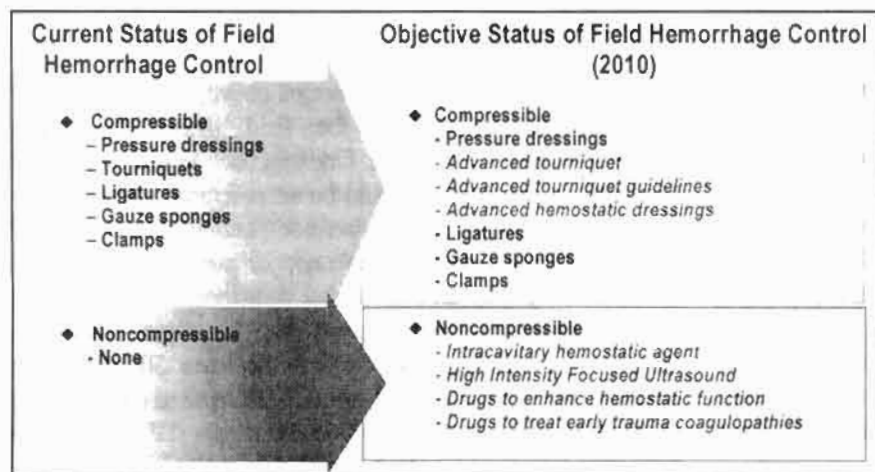 Current Status of Field
Hemorrhage Control
◆ Compressible
– Pressure dressings
– Tourniquets
– Ligatures
– Gauze sponges
– Clamps
◆ Noncompressible
- None
Objective Status of Field Hemorrhage Control
(2010)
◆ Compressible
- Pressure dressings
- Advanced tourniquet
- Advanced tourniquet guidelines
- Advanced hemostatic dressings
- Ligatures
- Gauze sponges
- Clamps
◆ Noncompressible
- Intracavitary hemostatic agent
- High Intensity Focused Ultrasound
- Drugs to enhance hemostatic function
- Drugs to treat early trauma coagulopathies